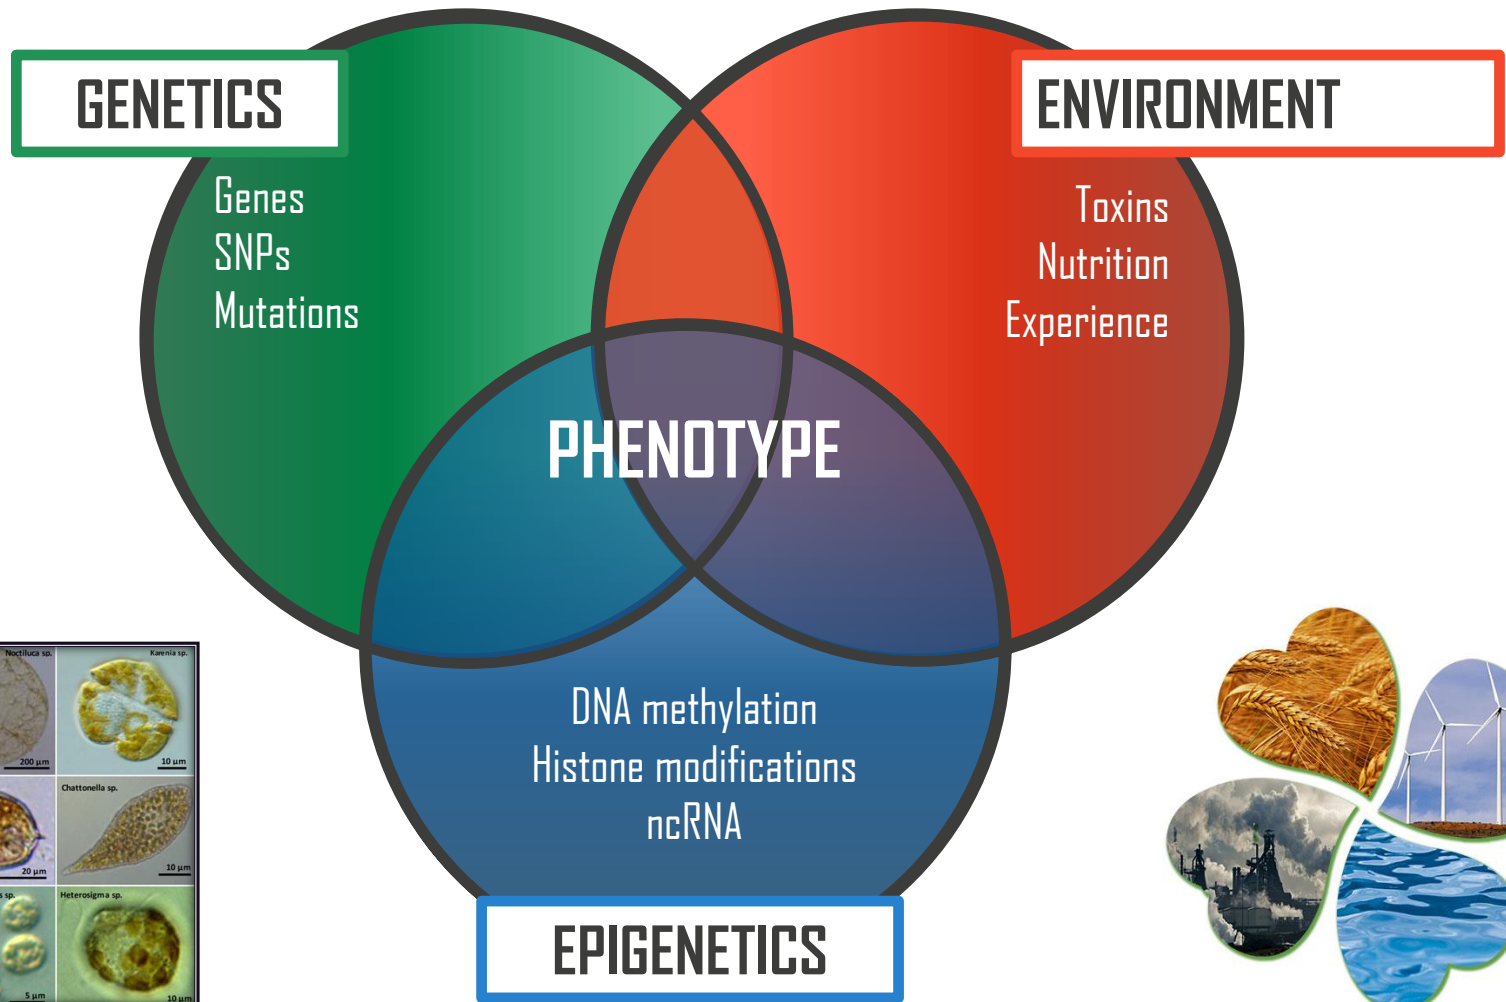 GENETICS
Genes
SNPs
Mutations
ENVIRONMENT
Toxins
Nutrition
Experience
PHENOTYPE
DNA methylation
Histone modifications
ncRNA
EPIGENETICS
Noctiluca sp.
200 µm
Karenia sp.
10 µm
20 µm
Chattonella sp.
10 µm
sp.
5 µm
Heterosigma sp.
10 µm